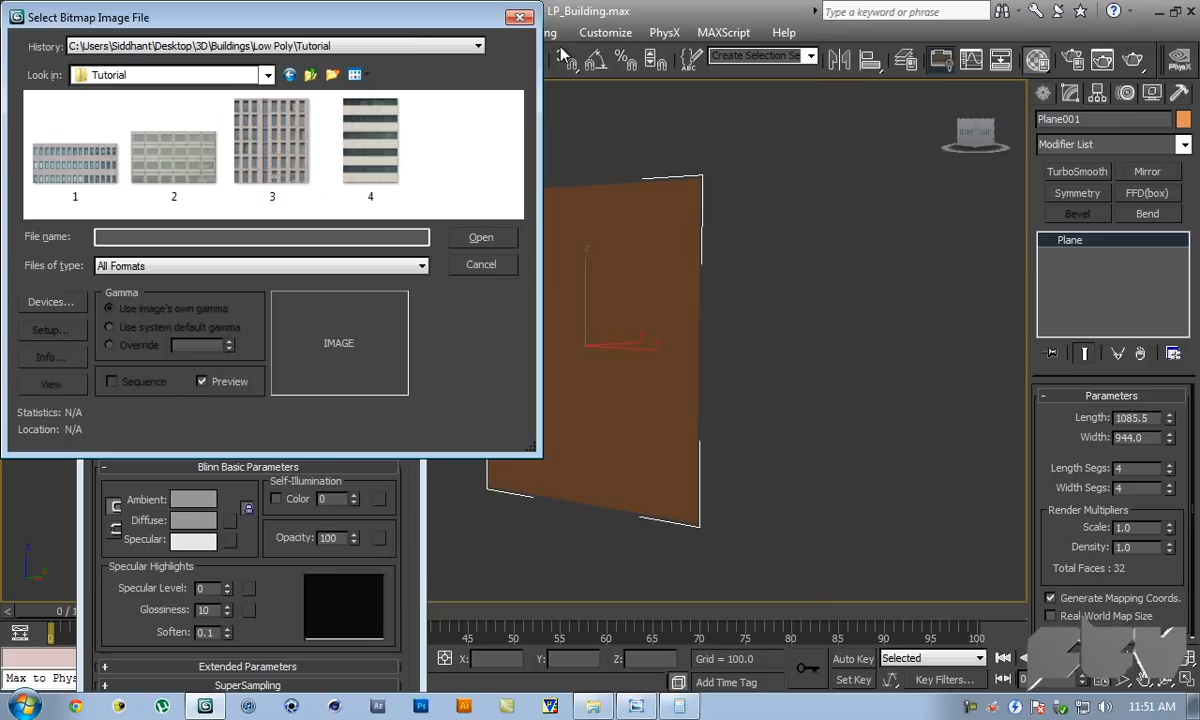 Select Bitmap Image File
LP_Building.max
Type a keyword or phrase
History: C:\Users\Siddhant\Desktop\3D\Buildings\Low Poly\Tutorial
ng Customize PhysX MAXScript Help
Look in: Tutorial
Create Selection Se
1 2 3 4
File name: Open
Files of type: All Formats Cancel
Devices...
Setup...
Info...
View
Gamma
Use image's own gamma
Use system default gamma
Override
Sequence Preview
IMAGE
Statistics: N/A
Location: N/A
z
x
Plane001
Modifier List
TurboSmooth Mirror
Symmetry FFD(box)
Bevel Bend
Plane
Parameters
Length: 1085.5
Width: 944.0
Length Segs: 4
Width Segs: 4
Render Multipliers
Scale: 1.0
Density: 1.0
Total Faces : 32
Generate Mapping Coords.
Real-World Map Size
Blinn Basic Parameters
Ambient:
Diffuse:
Specular:
Self-Illumination
Color 0
Opacity: 100
Specular Highlights
Specular Level: 0
Glossiness: 10
Soften: 0.1
Extended Parameters
SuperSampling
0 / 1
0
45 50 55 60 65 70 75 80 85 90 95 100
X: Y: Z: Grid = 100.0
Add Time Tag
Auto Key Selected
Set Key Key Filters...
Max to Phys
11:51 AM